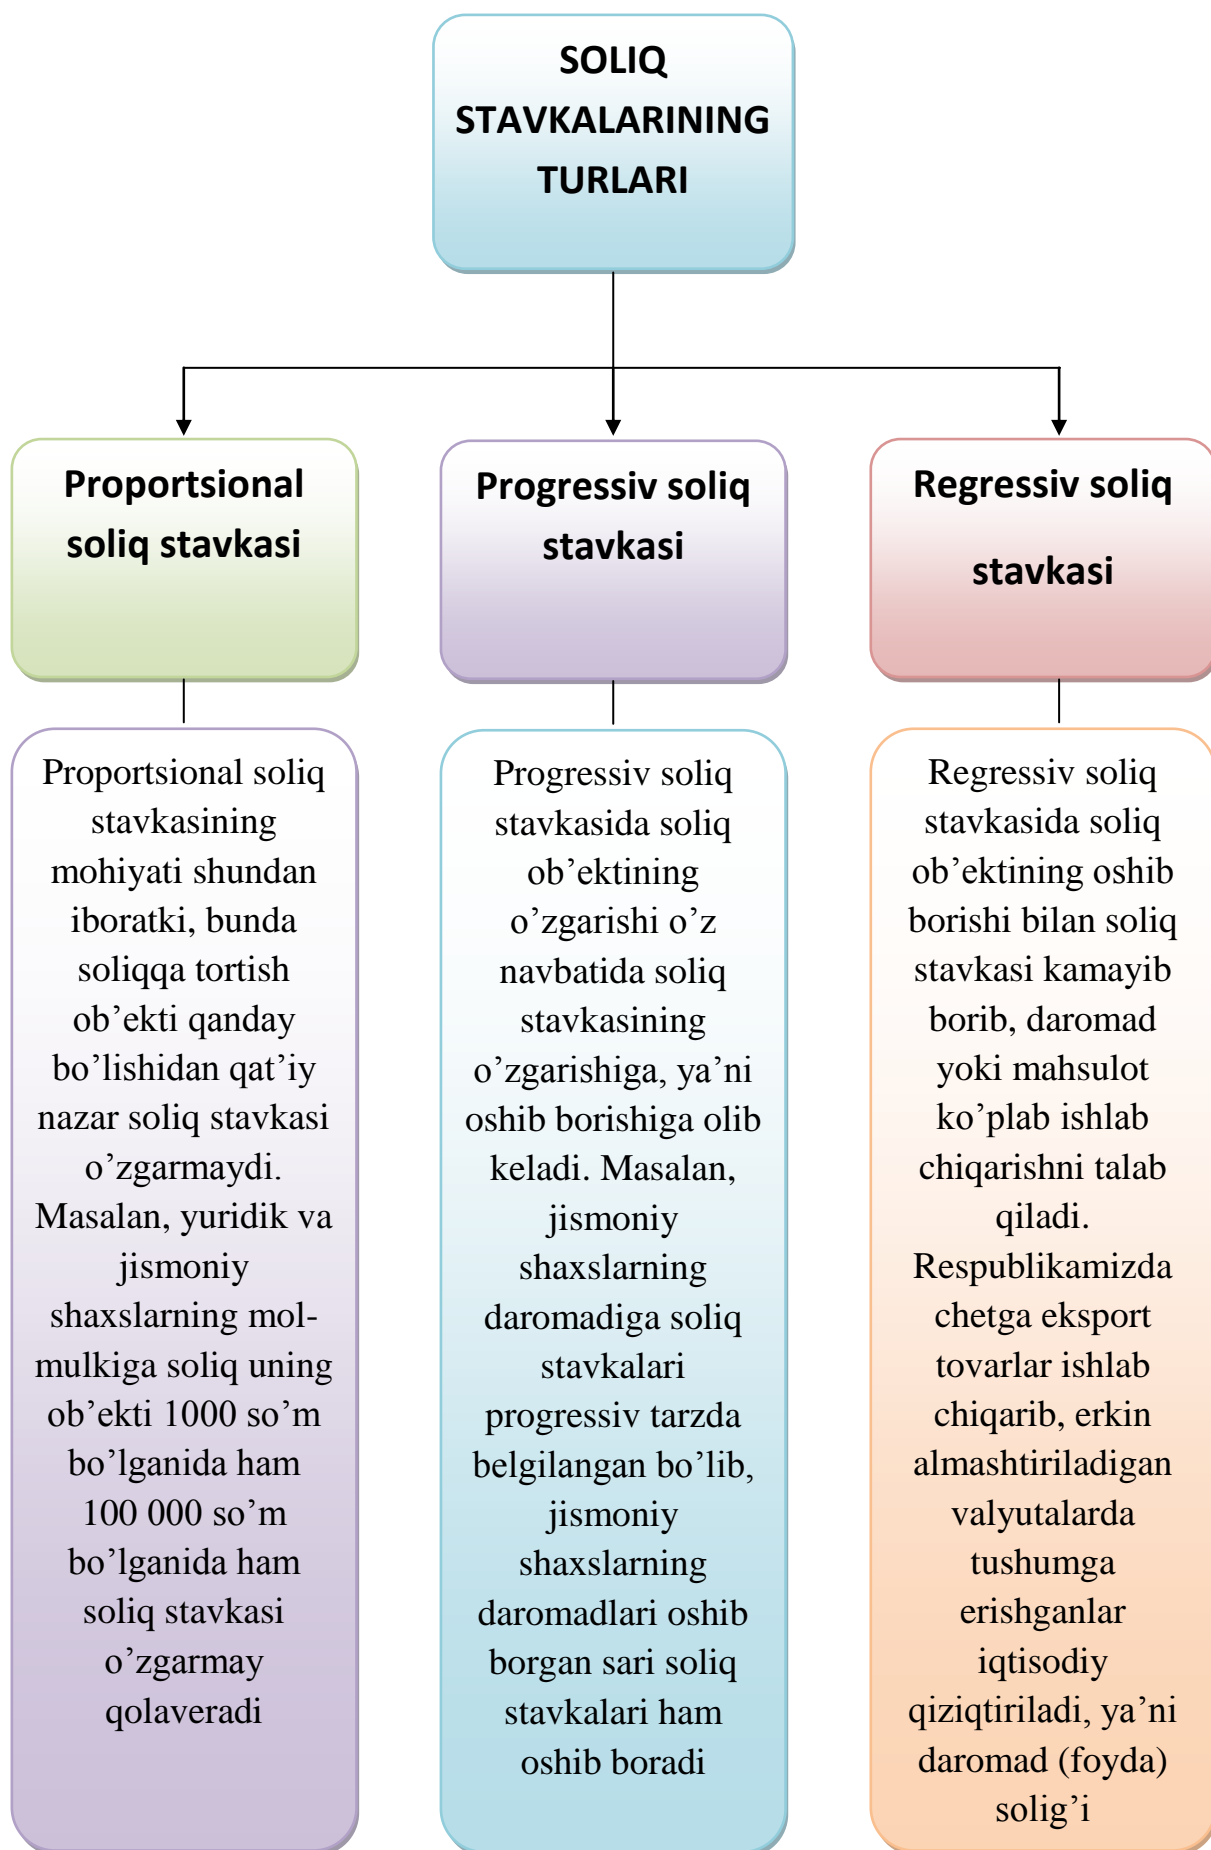 SOLIQ
STAVKALARINING
TURLARI
Proportsional
soliq stavkasi
Progressiv soliq
stavkasi
Regressiv soliq
stavkasi
Proportsional soliq
stavkasining
mohiyati shundan
iboratki, bunda
soliqqa tortish
ob’ekti qanday
bo’lishidan qat’iy
nazar soliq stavkasi
o’zgarmaydi.
Masalan, yuridik va
jismoniy
shaxslarning mol-
mulkiga soliq uning
ob’ekti 1000 so’m
bo’lganida ham
100 000 so’m
bo’lganida ham
soliq stavkasi
o’zgarmay
qolaveradi
Progressiv soliq
stavkasida soliq
ob’ektining
o’zgarishi o’z
navbatida soliq
stavkasining
o’zgarishiga, ya’ni
oshib borishiga olib
keladi. Masalan,
jismoniy
shaxslarning
daromadiga soliq
stavkalari
progressiv tarzda
belgilangan bo’lib,
jismoniy
shaxslarning
daromadlari oshib
borgan sari soliq
stavkalari ham
oshib boradi
Regressiv soliq
stavkasida soliq
ob’ektining oshib
borishi bilan soliq
stavkasi kamayib
borib, daromad
yoki mahsulot
ko’plab ishlab
chiqarishni talab
qiladi.
Respublikamizda
chetga eksport
tovarlar ishlab
chiqarib, erkin
almashtiriladigan
valyutalarda
tushumga
erishganlar
iqtisodiy
qiziqtiriladi, ya’ni
daromad (foyda)
solig’i